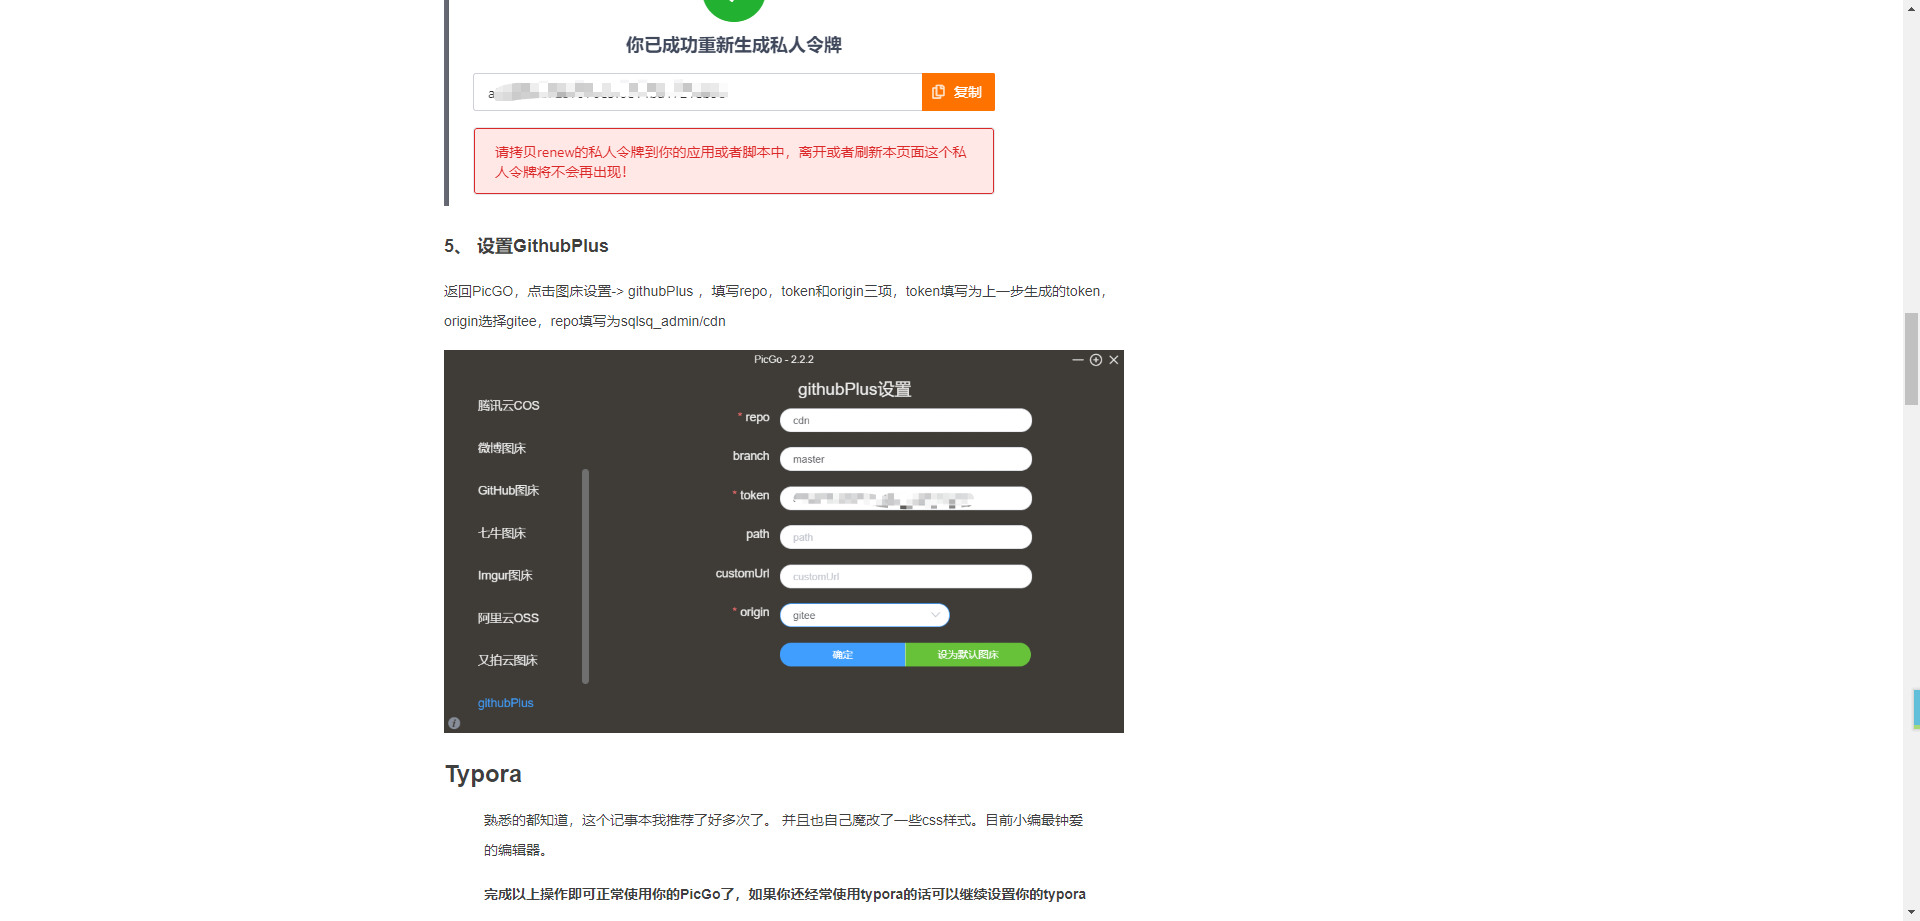 你已成功重新生成私人令牌
复制
请拷贝renew的私人令牌到你的应用或者脚本中，离开或者刷新本页面这个私
人令牌将不会再出现！
5、 设置GithubPlus
返回PicGO，点击图床设置-> githubPlus ，填写repo，token和origin三项，token填写为上一步生成的token，
origin选择gitee，repo填写为sqlsq_admin/cdn
PicGo - 2.2.2
githubPlus设置
腾讯云COS
微博图床
GitHub图床
七牛图床
Imgur图床
阿里云OSS
又拍云图床
githubPlus
* repo
cdn
branch
master
* token
path
path
customUrl
customUrl
* origin
gitee
确定
设为默认图床
Typora
熟悉的都知道，这个记事本我推荐了好多次了。 并且也自己魔改了一些css样式。目前小编最钟爱
的编辑器。
完成以上操作即可正常使用你的PicGo了，如果你还经常使用typora的话可以继续设置你的typora